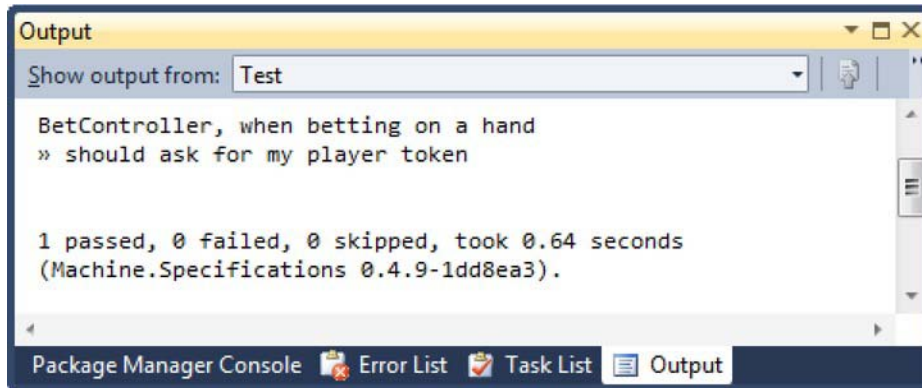 Output
Show output from: Test
BetController, when betting on a hand
» should ask for my player token
1 passed, 0 failed, 0 skipped, took 0.64 seconds
(Machine.Specifications 0.4.9-1dd8ea3).
Package Manager Console Error List Task List Output